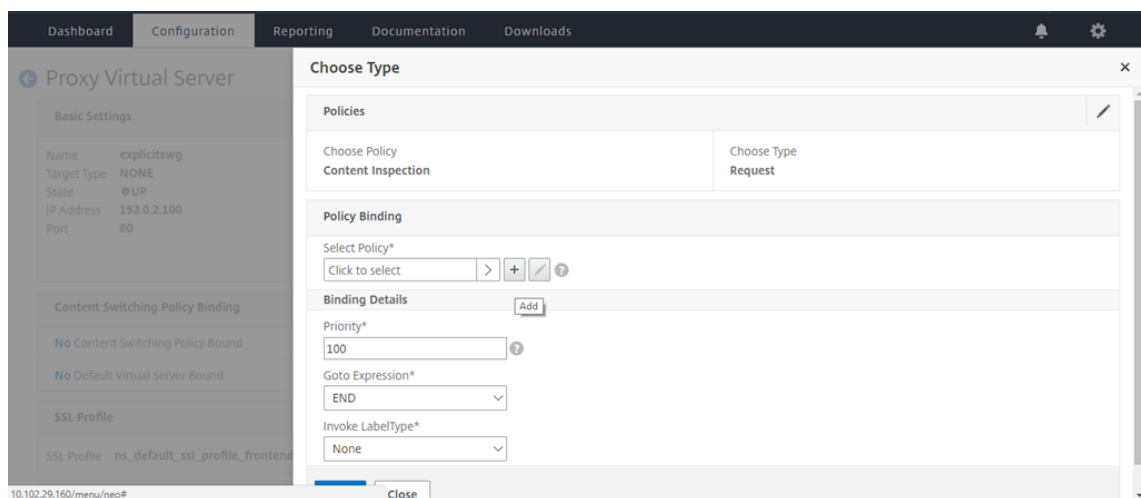 Dashboard Configuration Reporting Documentation Downloads
Proxy Virtual Server
Basic Settings
Name explicitswg
Target Type NONE
State UP
IP Address 192.0.2.100
Port 80
Content Switching Policy Binding
No Content Switching Policy Bound
No Default Virtual Server Bound
SSL Profile
SSL Profile ns_default_ssl_profile_frontend
10.102.29.160/menu/neo#
Choose Type ×
Policies
Choose Policy Choose Type
Content Inspection Request
Policy Binding
Select Policy*
Click to select > + ?
Add
Binding Details
Priority*
100 ?
Goto Expression*
END
Invoke LabelType*
None
Close